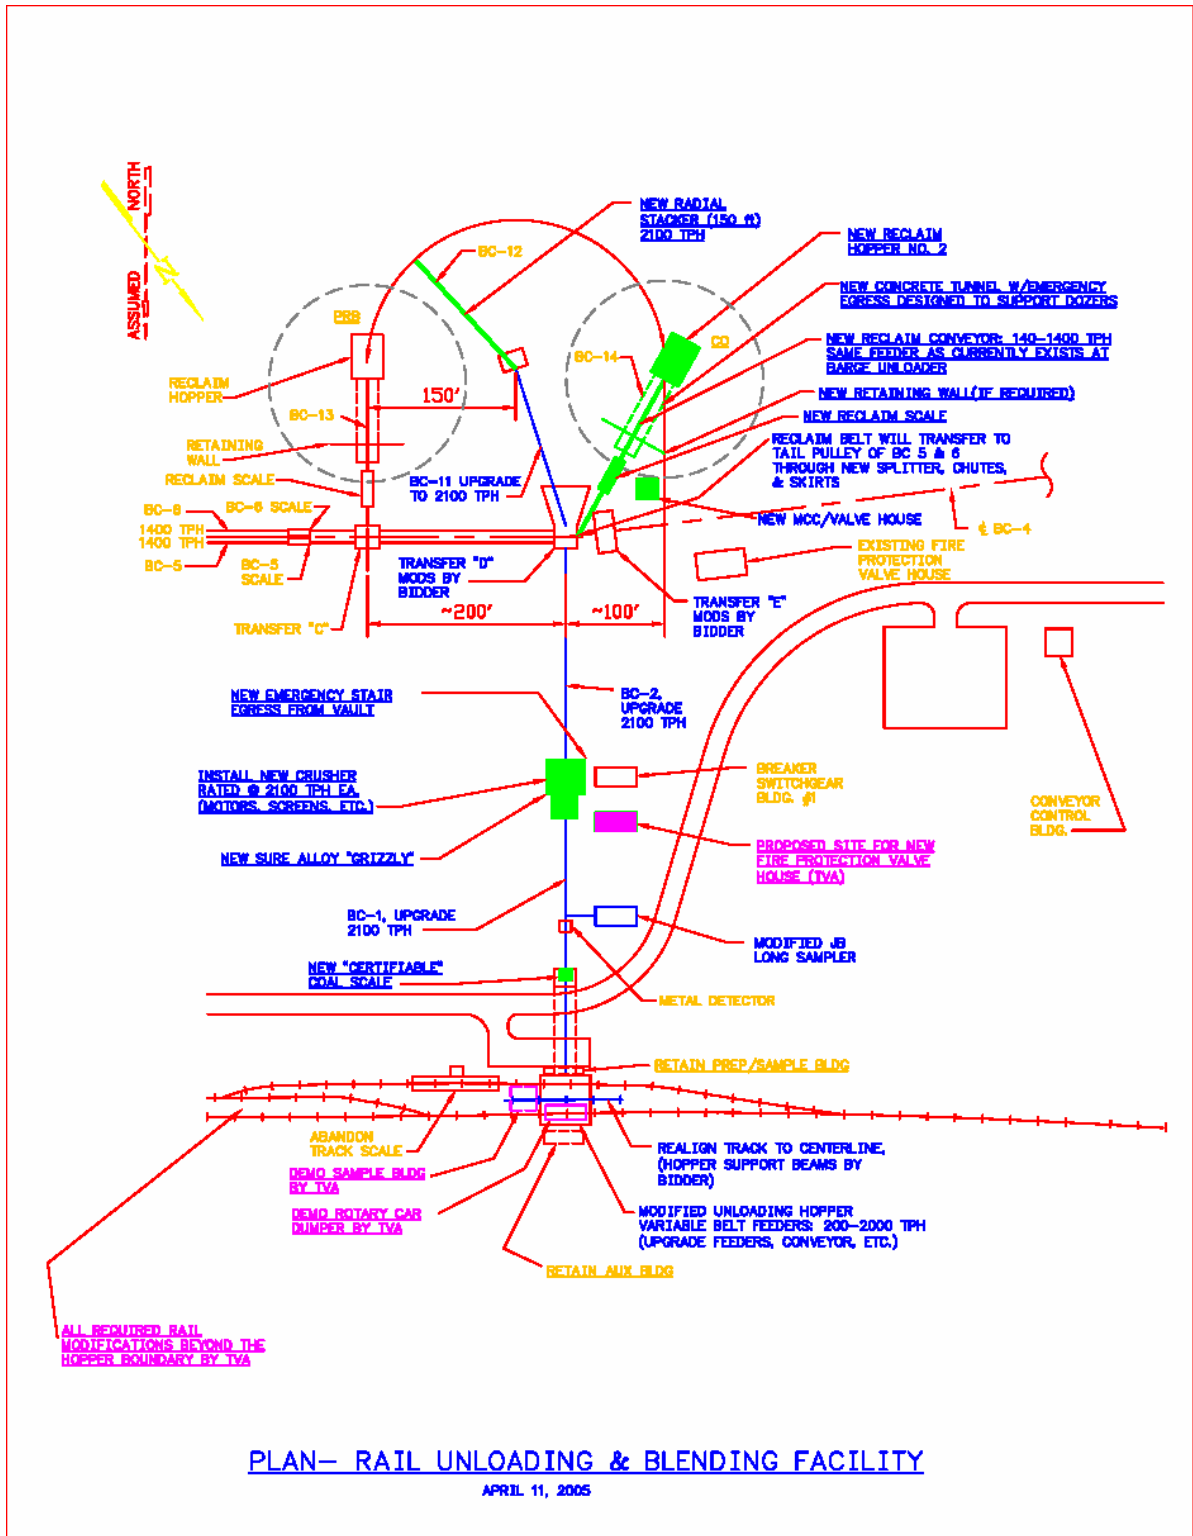 ASSUMED NORTH
N
NEW RADIAL
STACKER (150 ft)
2100 TPH
BC-12
NEW RECLAIM
HOPPER NO. 2
PRB
NEW CONCRETE TUNNEL W/EMERGENCY
EGRESS DESIGNED TO SUPPORT DOZERS
CO
BC-14
NEW RECLAIM CONVEYOR: 140-1400 TPH
SAME FEEDER AS CURRENTLY EXISTS AT
BARGE UNLOADER
RECLAIM
HOPPER
150'
NEW RETAINING WALL(IF REQUIRED)
BC-13
NEW RECLAIM SCALE
RETAINING
WALL
RECLAIM BELT WILL TRANSFER TO
TAIL PULLEY OF BC 5 & 6
THROUGH NEW SPLITTER, CHUTES,
& SKIRTS
RECLAIM SCALE
BC-11 UPGRADE
TO 2100 TPH
BC-6 SCALE
BC-6
NEW MCC/VALVE HOUSE
℄ BC-4
1400 TPH
1400 TPH
BC-5
BC-5
SCALE
TRANSFER "D"
MODS BY
BIDDER
EXISTING FIRE
PROTECTION
VALVE HOUSE
TRANSFER "C"
~200'
~100'
TRANSFER "E"
MODS BY
BIDDER
NEW EMERGENCY STAIR
EGRESS FROM VAULT
BC-2,
UPGRADE
2100 TPH
INSTALL NEW CRUSHER
RATED @ 2100 TPH EA.
(MOTORS, SCREENS, ETC.)
BREAKER
SWITCHGEAR
BLDG. #1
CONVEYOR
CONTROL
BLDG.
NEW SURE ALLOY "GRIZZLY"
PROPOSED SITE FOR NEW
FIRE PROTECTION VALVE
HOUSE (TVA)
BC-1, UPGRADE
2100 TPH
MODIFIED JB
LONG SAMPLER
NEW "CERTIFIABLE"
COAL SCALE
METAL DETECTOR
RETAIN PREP/SAMPLE BLDG
ABANDON
TRACK SCALE
REALIGN TRACK TO CENTERLINE,
(HOPPER SUPPORT BEAMS BY
BIDDER)
DEMO SAMPLE BLDG
BY TVA
DEMO ROTARY CAR
DUMPER BY TVA
MODIFIED UNLOADING HOPPER
VARIABLE BELT FEEDERS: 200-2000 TPH
(UPGRADE FEEDERS, CONVEYOR, ETC.)
RETAIN AUX BLDG
ALL REQUIRED RAIL
MODIFICATIONS BEYOND THE
HOPPER BOUNDARY BY TVA
PLAN- RAIL UNLOADING & BLENDING FACILITY
APRIL 11, 2005